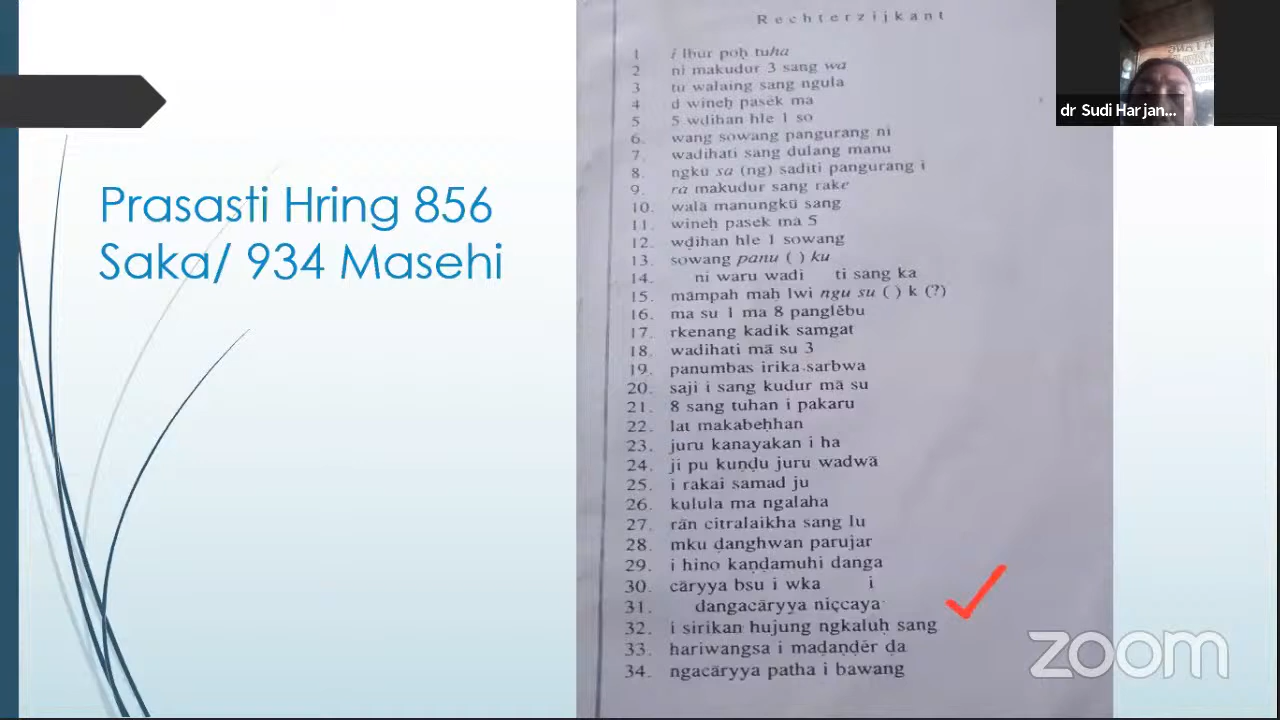 Prasasti Hring 856
Saka/ 934 Masehi
Rechterzijkant
1 i lbur poḥ tuha
2 ni makudur 3 sang wa
3 tu walaing sang ngula
4 d wineḥ pasek ma
5 5 wdihan hle 1 so
6. wang sowang pangurang ni
7. wadihati sang dulang manu
8. ngkū sa (ng) saditi pangurang i
9. ra makudur sang rake
10. walā manungkū sang
11. wineḥ pasek mā 5
12. wḍihan hle 1 sowang
13. sowang panu ( ) ku
14. ni waru wadi ti sang ka
15. māmpah maḥ lwi ngu su ( ) k (?)
16. ma su 1 ma 8 panglĕbu
17. rkenang kadik samgat
18. wadihati mā su 3
19. panumbas irika sarbwa
20. saji i sang kudur mā su
21. 8 sang tuhan i pakaru
22. lat makabeḥhan
23. juru kanayakan i ha
24. ji pu kuṇḍu juru wadwā
25. i rakai samad ju
26. kulula ma ngalaha
27. rān citralaikha sang lu
28. mku ḍanghwan parujar
29. i hino kaṇḍamuhi danga
30. cāryya bsu i wka i
31. dangacāryya niççaya
32. i sirikan hujung ngkaluḥ sang
33. hariwangsa i maḍaṇḍĕr ḍa
34. ngacāryya patha i bawang
dr Sudi Harjan...
zoom